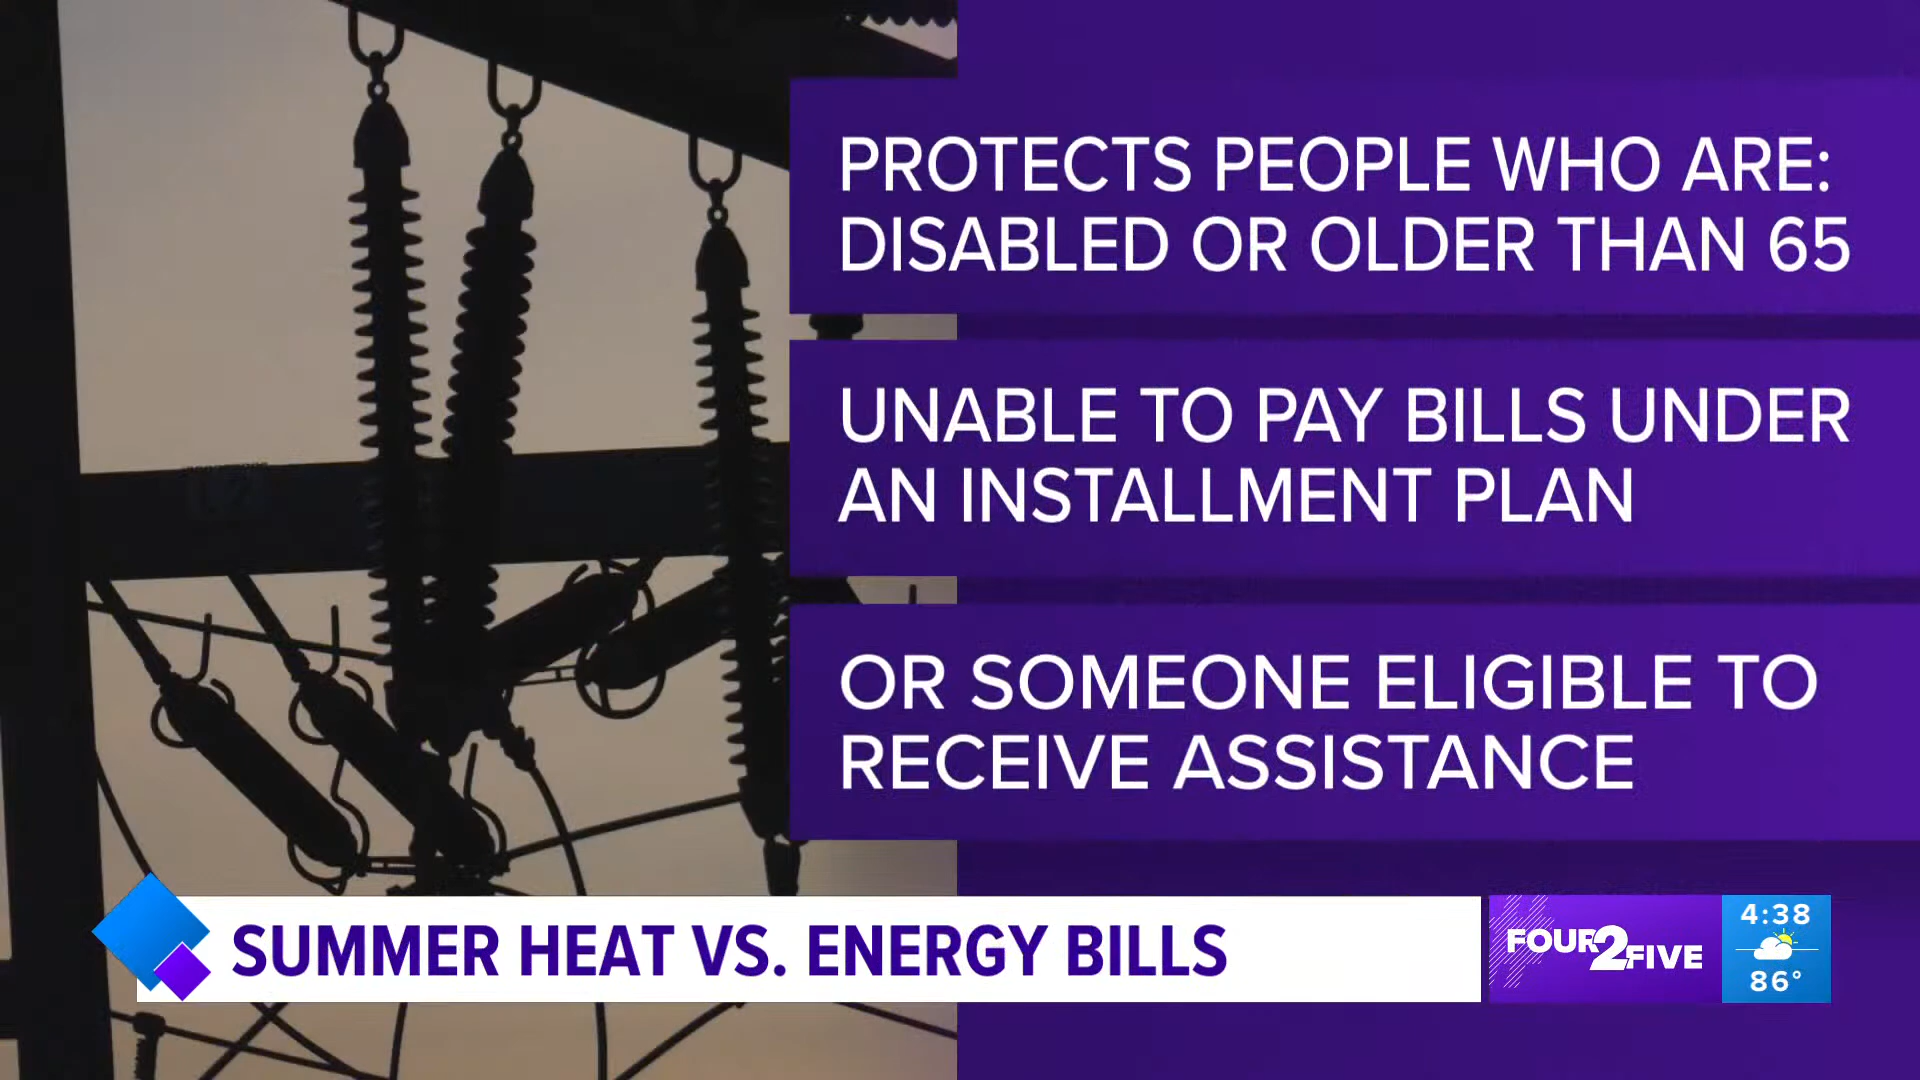 PROTECTS PEOPLE WHO ARE:
DISABLED OR OLDER THAN 65
UNABLE TO PAY BILLS UNDER
AN INSTALLMENT PLAN
OR SOMEONE ELIGIBLE TO
RECEIVE ASSISTANCE
SUMMER HEAT VS. ENERGY BILLS
FOUR2FIVE
4:38
86°